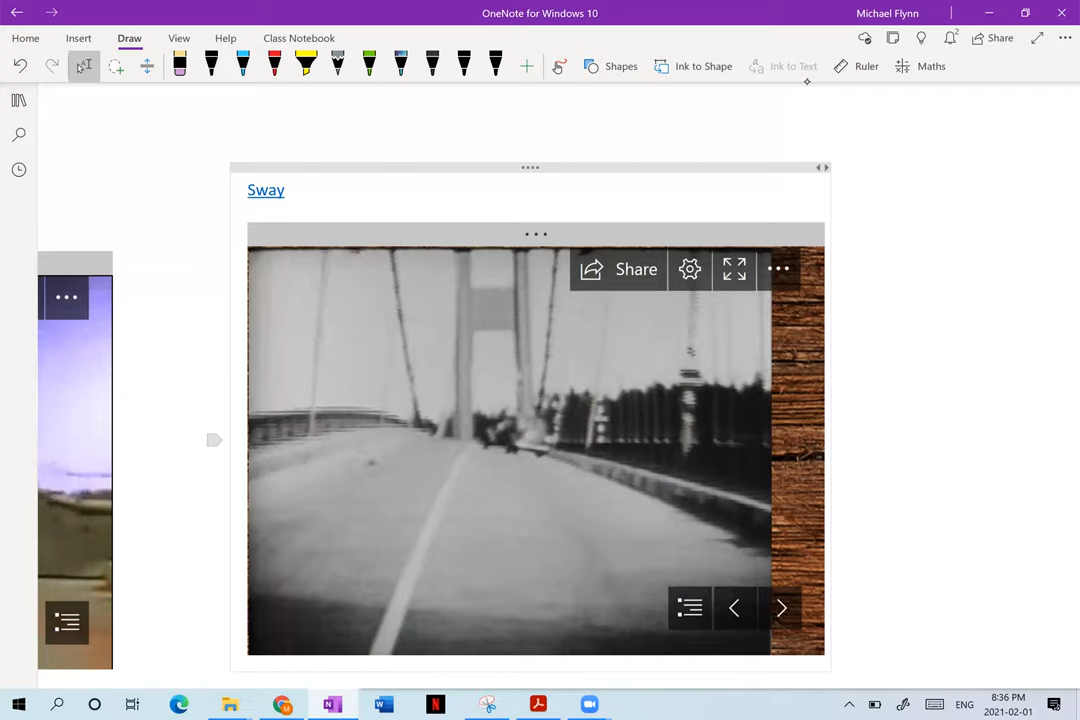 OneNote for Windows 10
Michael Flynn
Home
Insert
Draw
View
Help
Class Notebook
2
Share
Shapes
Ink to Shape
Ink to Text
Ruler
Maths
Sway
Share
ENG
8:36 PM
2021-02-01